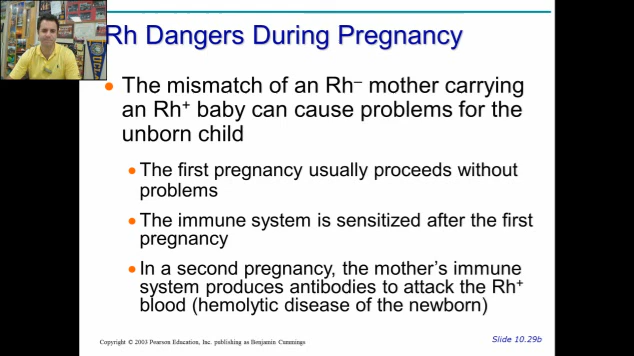 Rh Dangers During Pregnancy
• The mismatch of an Rh– mother carrying
an Rh+ baby can cause problems for the
unborn child
• The first pregnancy usually proceeds without
problems
• The immune system is sensitized after the first
pregnancy
• In a second pregnancy, the mother’s immune
system produces antibodies to attack the Rh+
blood (hemolytic disease of the newborn)
Copyright © 2003 Pearson Education, Inc. publishing as Benjamin Cummings
Slide 10.29b